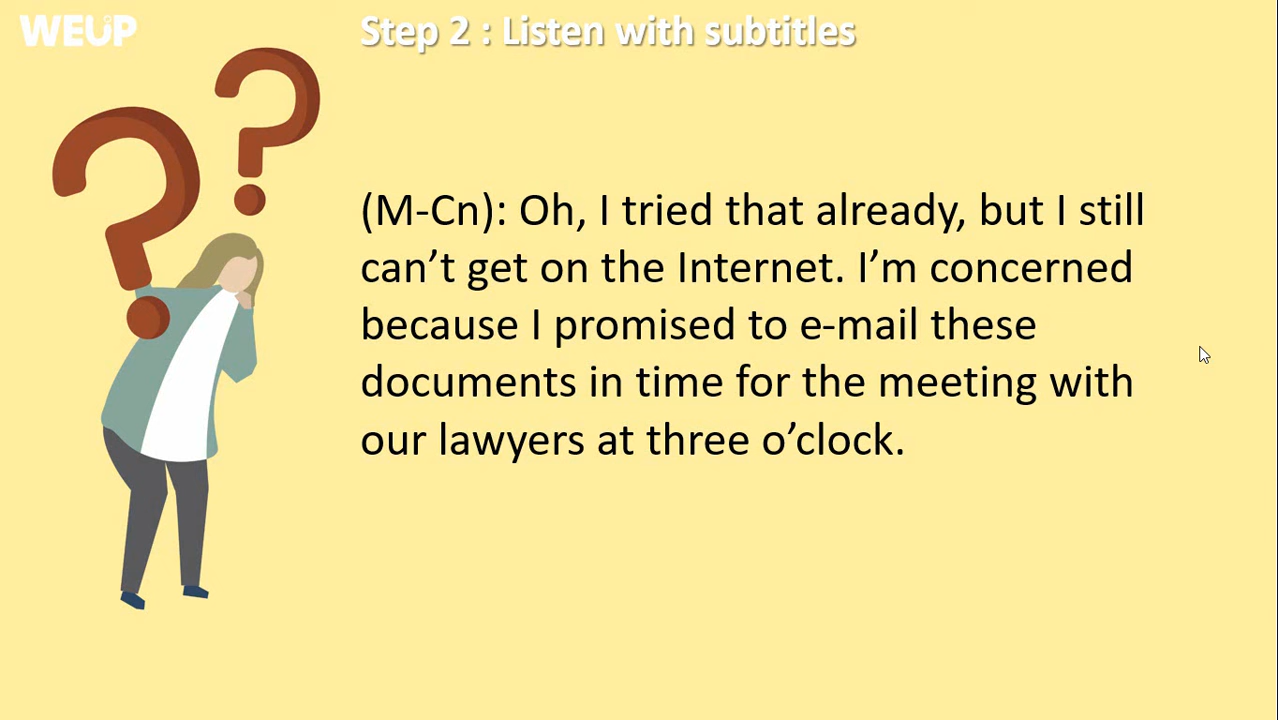 WEUP
Step 2 : Listen with subtitles
(M-Cn): Oh, I tried that already, but I still
can’t get on the Internet. I’m concerned
because I promised to e-mail these
documents in time for the meeting with
our lawyers at three o’clock.